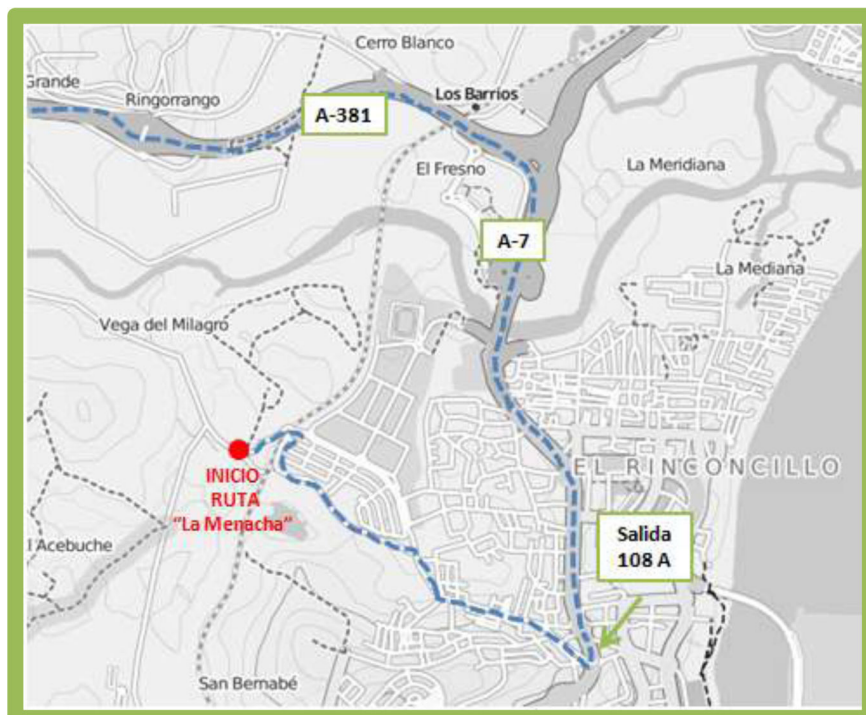 Cerro Blanco
Grande
Ringorrango
Los Barrios
A-381
El Fresno
La Meridiana
A-7
La Mediana
Vega del Milagro
EL RINCONCILLO
INICIO
RUTA
“La Menacha”
Salida
108 A
El Acebuche
San Bernabé